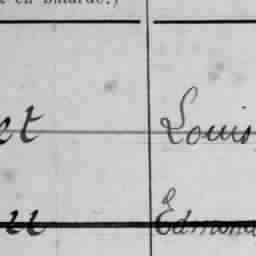 en bâtarde.)
et Louis
u Edmond